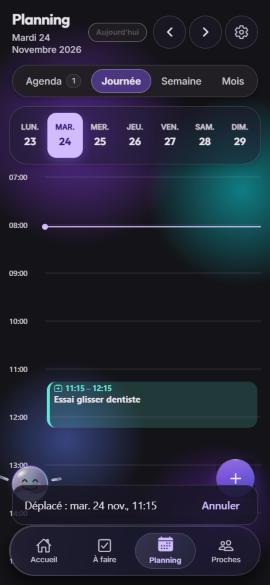 Planning
Mardi 24
Novembre 2026
Aujourd'hui
Agenda 1 Journée Semaine Mois
LUN. MAR. MER. JEU. VEN. SAM. DIM.
23 24 25 26 27 28 29
07:00
08:00
09:00
10:00
11:00
11:15 – 12:15
Essai glisser dentiste
12:00
13:00
Déplacé : mar. 24 nov., 11:15 Annuler
Accueil À faire Planning Proches